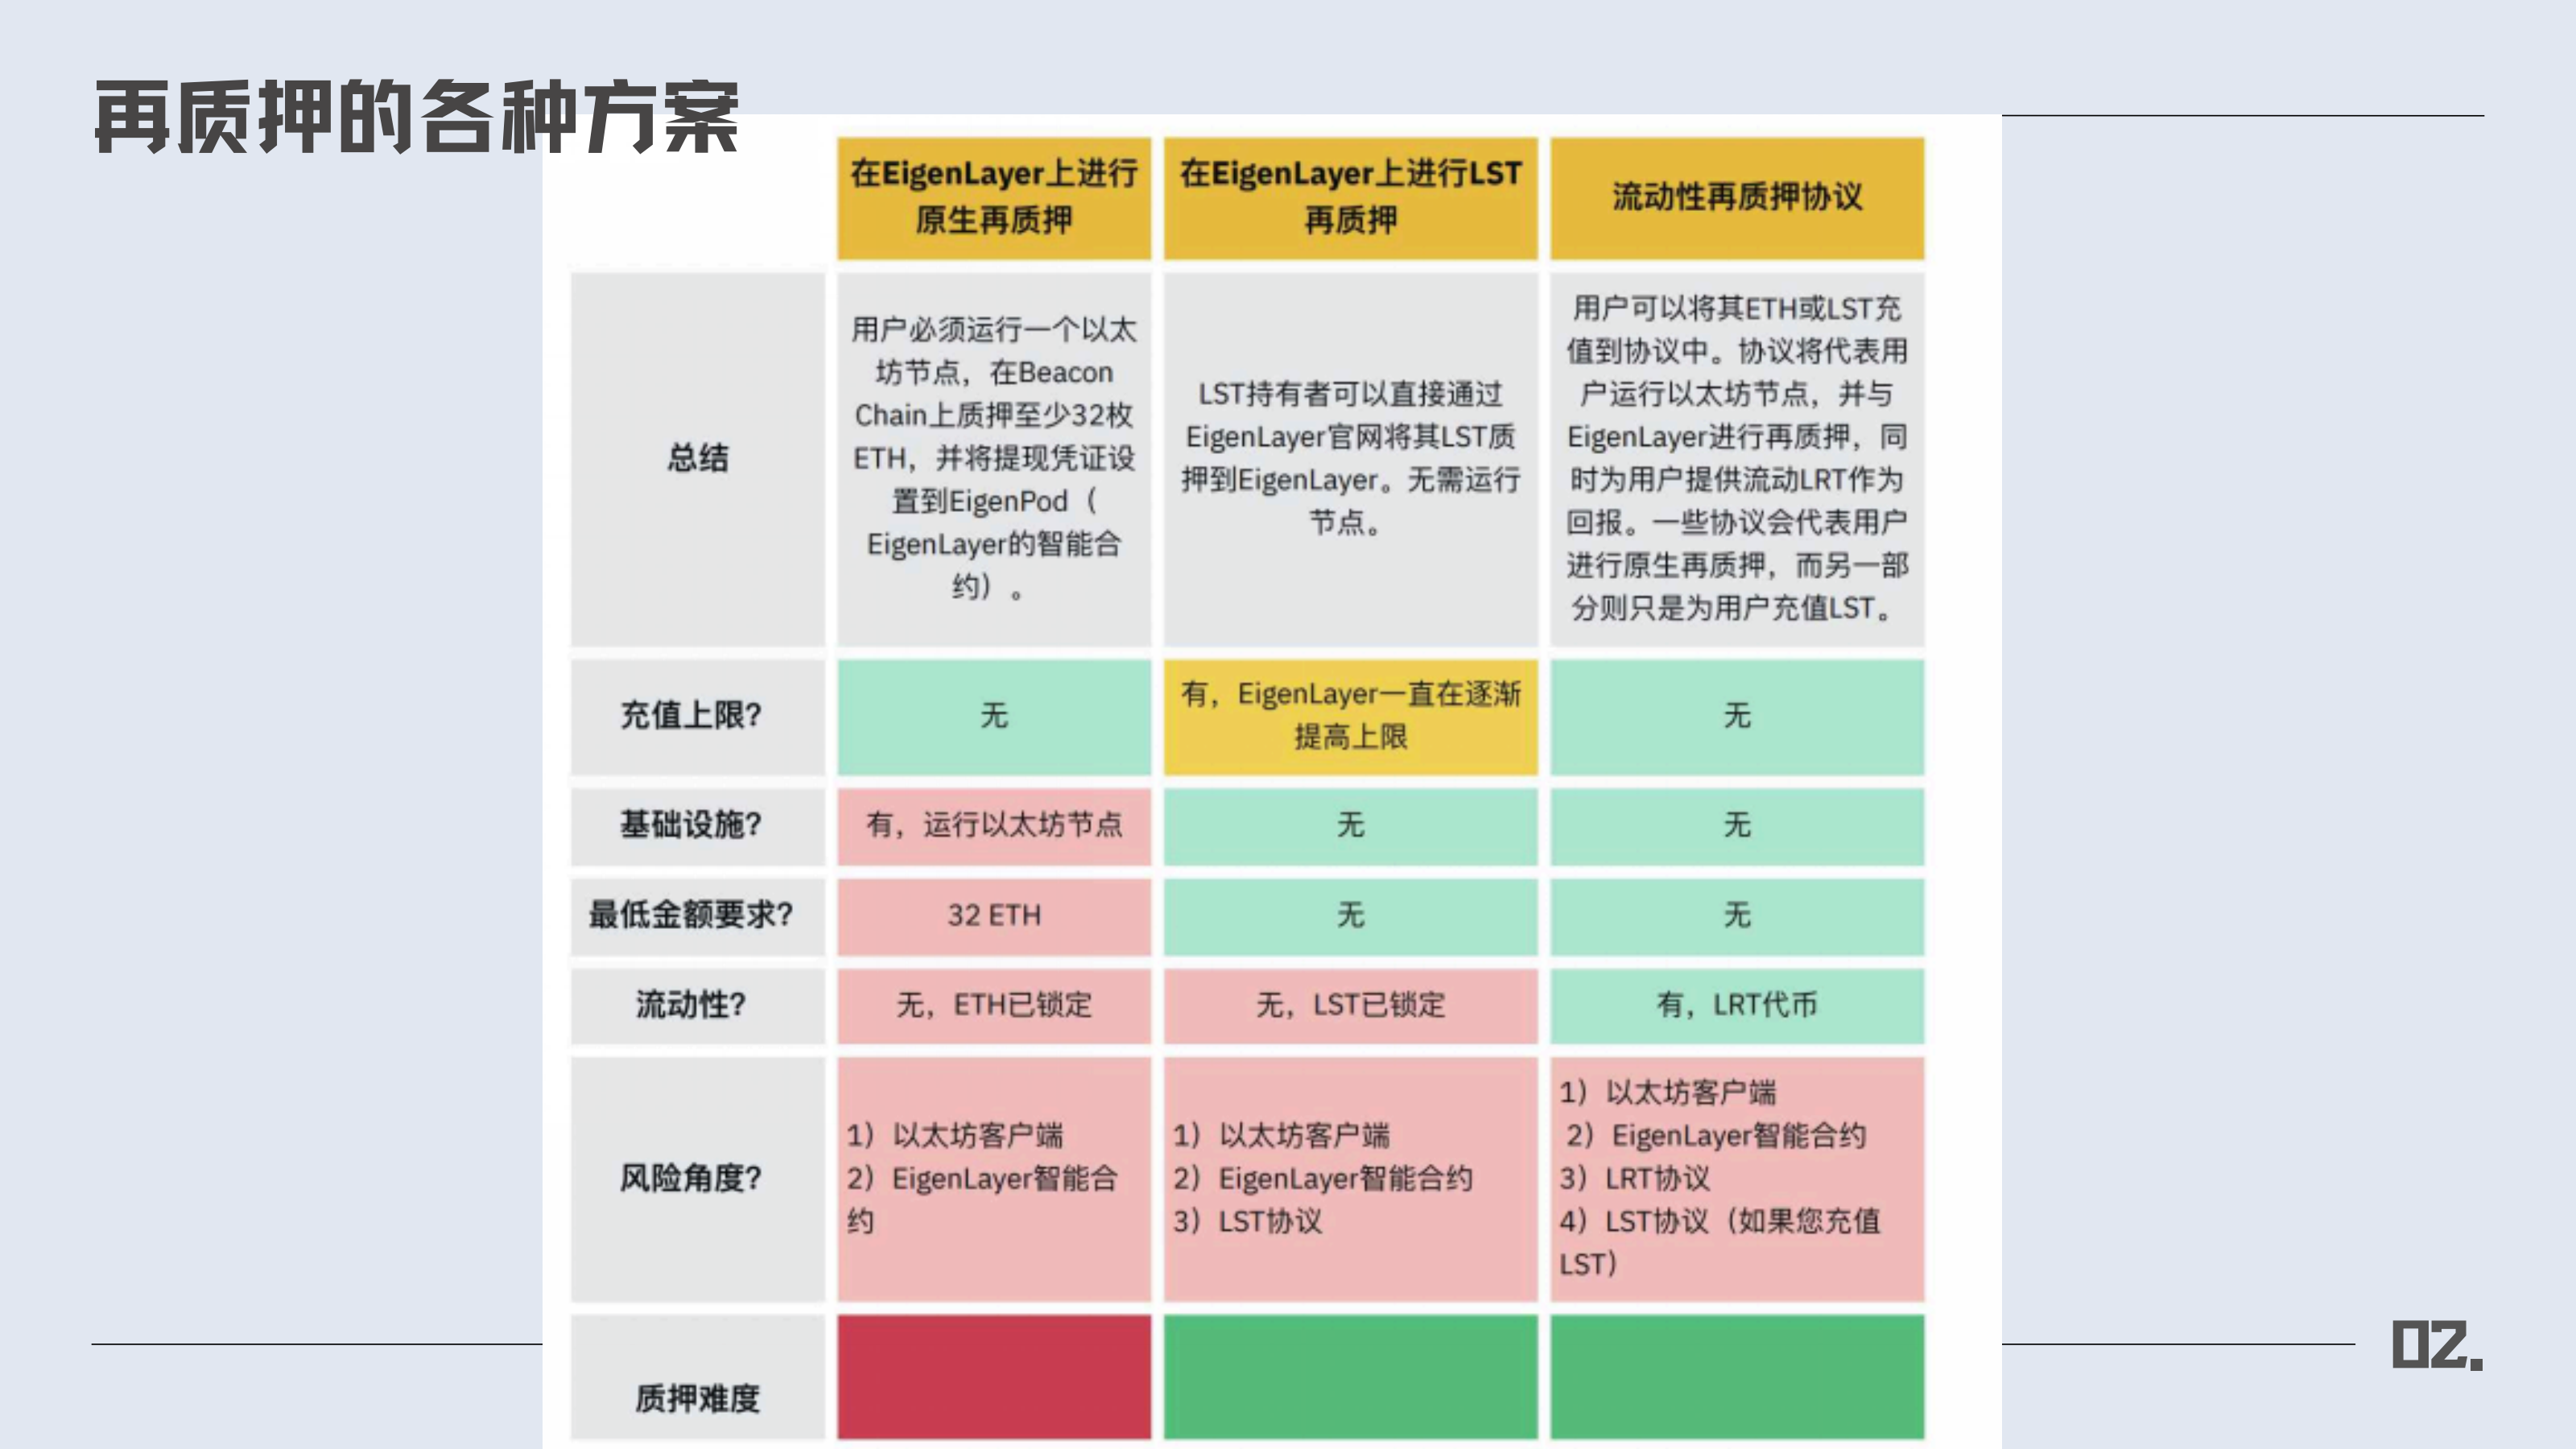 再质押的各种方案
在EigenLayer上进行
原生再质押
在EigenLayer上进行LST
再质押
流动性再质押协议
总结
用户必须运行一个以太
坊节点，在Beacon
Chain上质押至少32枚
ETH，并将提现凭证设
置到EigenPod（
EigenLayer的智能合
约）。
LST持有者可以直接通过
EigenLayer官网将其LST质
押到EigenLayer。无需运行
节点。
用户可以将其ETH或LST充
值到协议中。协议将代表用
户运行以太坊节点，并与
EigenLayer进行再质押，同
时为用户提供流动LRT作为
回报。一些协议会代表用户
进行原生再质押，而另一部
分则只是为用户充值LST。
充值上限?
无
有，EigenLayer一直在逐渐
提高上限
无
基础设施?
有，运行以太坊节点
无
无
最低金额要求?
32 ETH
无
无
流动性?
无，ETH已锁定
无，LST已锁定
有，LRT代币
风险角度?
1）以太坊客户端
2）EigenLayer智能合
约
1）以太坊客户端
2）EigenLayer智能合约
3）LST协议
1）以太坊客户端
2）EigenLayer智能合约
3）LRT协议
4）LST协议（如果您充值
LST）
质押难度
02.